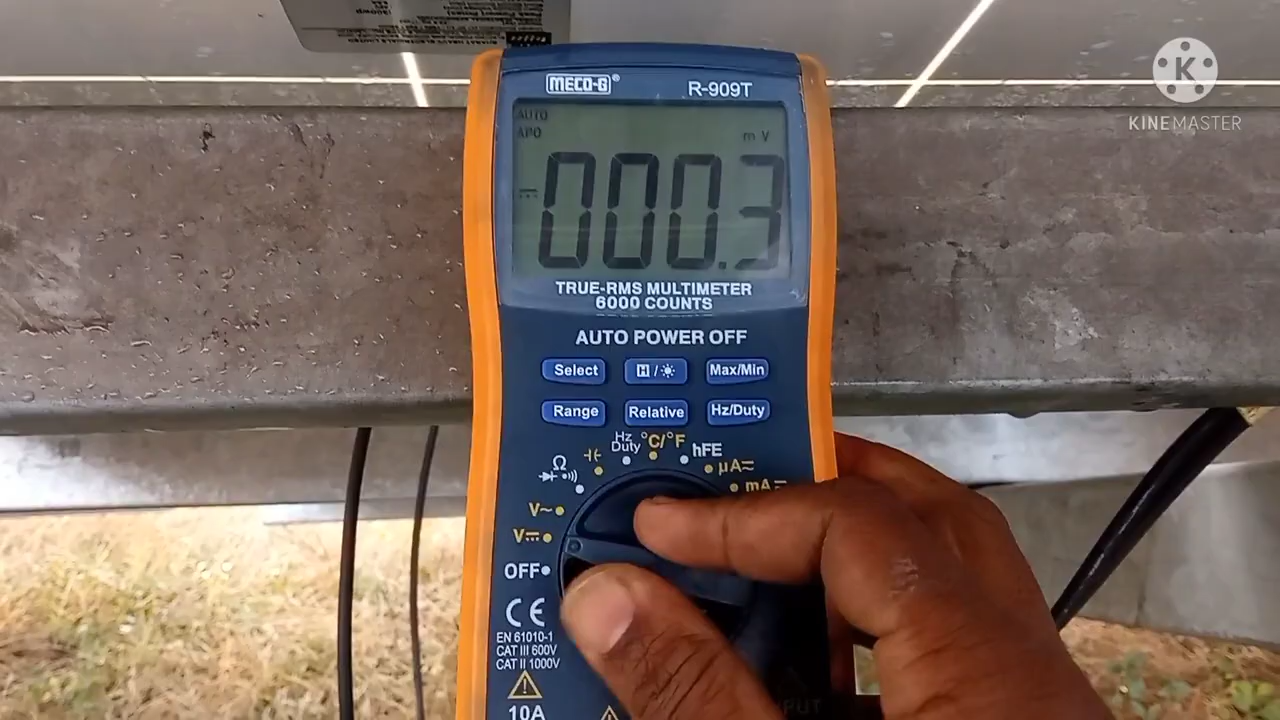 MECO-G®
R-909T
AUTO
APO
mV
000.3
TRUE-RMS MULTIMETER
6000 COUNTS
AUTO POWER OFF
Select
H /
Max/Min
Range
Relative
Hz/Duty
Hz
Duty
°C/°F
hFE
µA
mA
Ω
V~
V⎓
OFF
CE
EN 61010-1
CAT III 600V
CAT II 1000V
10A
K
KINEMASTER